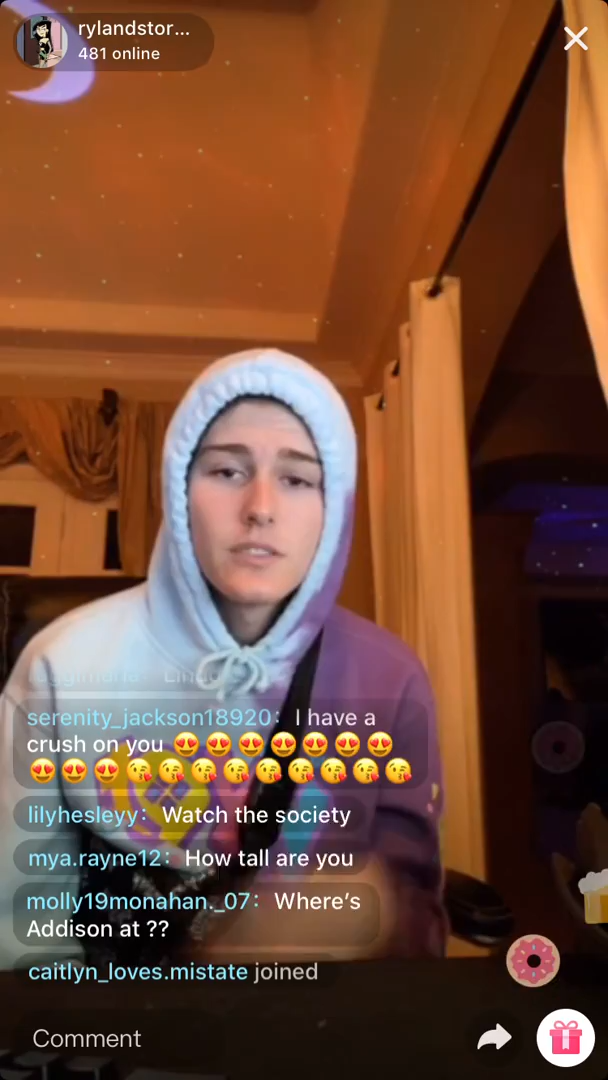 rylandstor...
481 online
serenity_jackson18920: I have a
crush on you 😍😍😍😍😍😍😍
😍😍😍😘😘😘😘😘😘😘😘😘
lilyhesleyy: Watch the society
mya.rayne12: How tall are you
molly19monahan._07: Where's
Addison at ??
caitlyn_loves.mistate joined
Comment